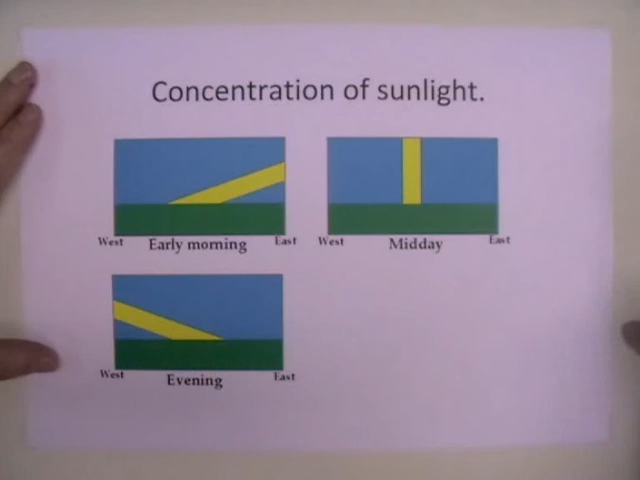 Concentration of sunlight.
West Early morning East
West Midday East
West Evening East